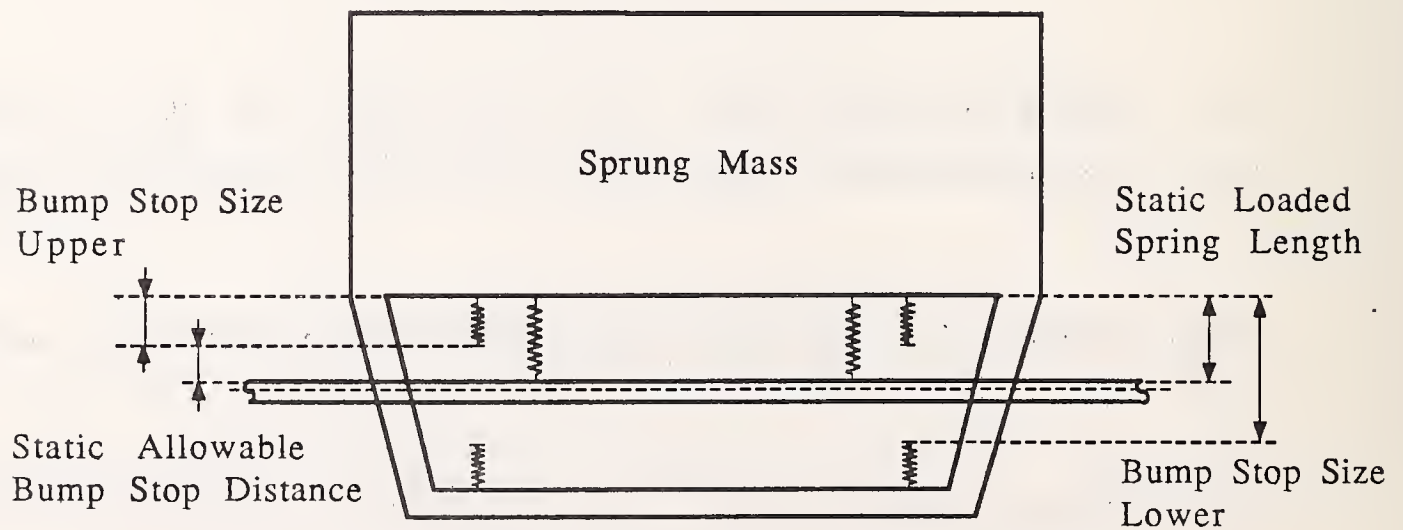 Sprung Mass
Bump Stop Size
Upper
Static Loaded
Spring Length
Static Allowable
Bump Stop Distance
Bump Stop Size
Lower